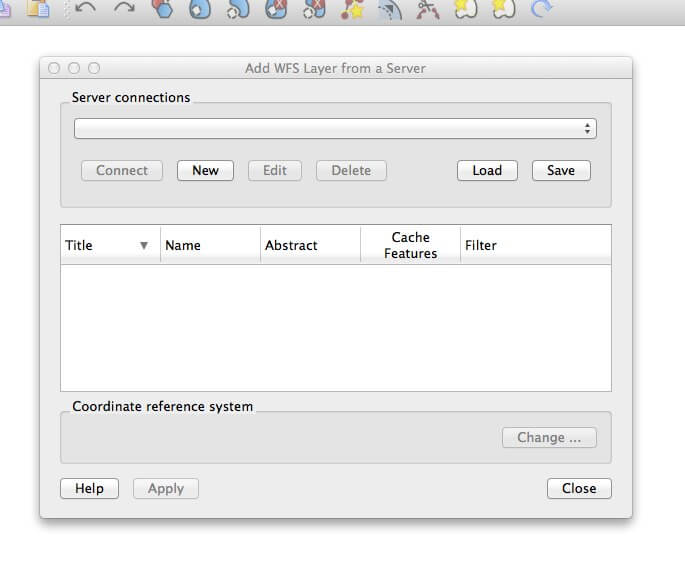 Add WFS Layer from a Server
Server connections
Connect New Edit Delete Load Save
Title Name Abstract Cache Features Filter
Coordinate reference system
Change ...
Help Apply Close